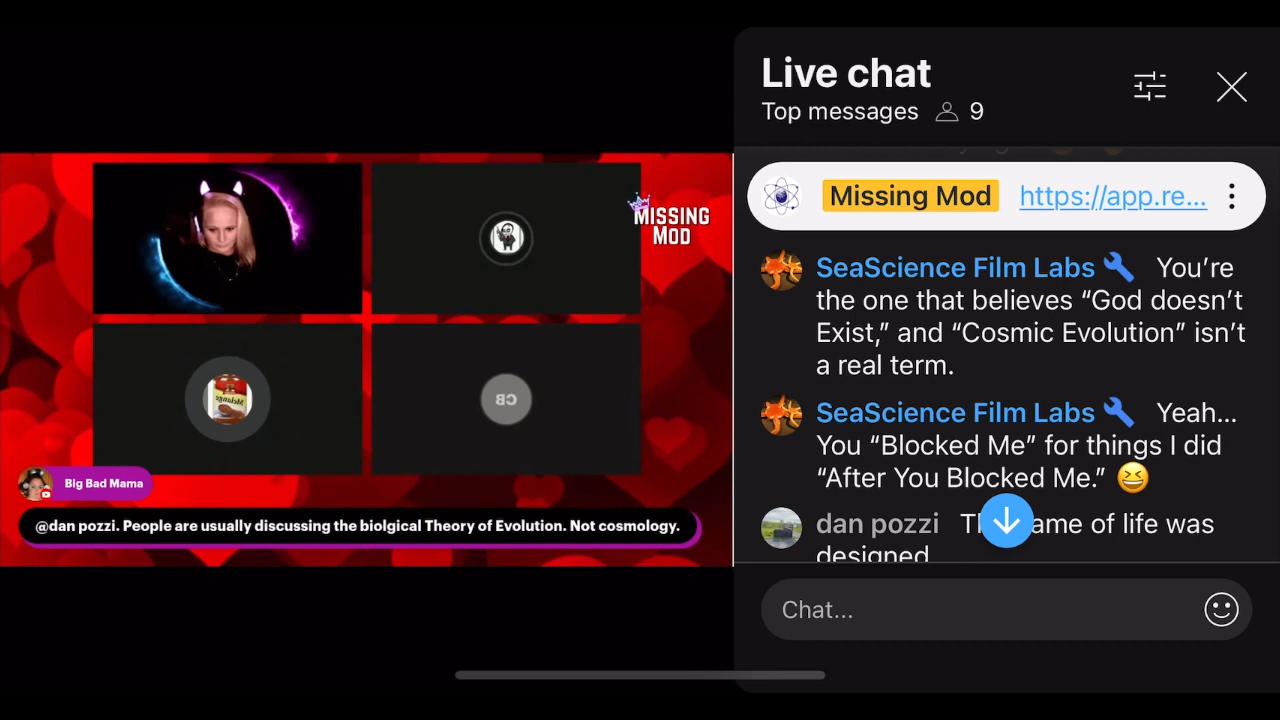 MISSING
MOD
CB
Big Bad Mama
@dan pozzi. People are usually discussing the biolgical Theory of Evolution. Not cosmology.
Live chat
Top messages 9
Missing Mod https://app.re...
SeaScience Film Labs You're
the one that believes “God doesn't
Exist,” and “Cosmic Evolution” isn't
a real term.
SeaScience Film Labs Yeah...
You “Blocked Me” for things I did
“After You Blocked Me.” 😆
dan pozzi ame of life was
designed
Chat...